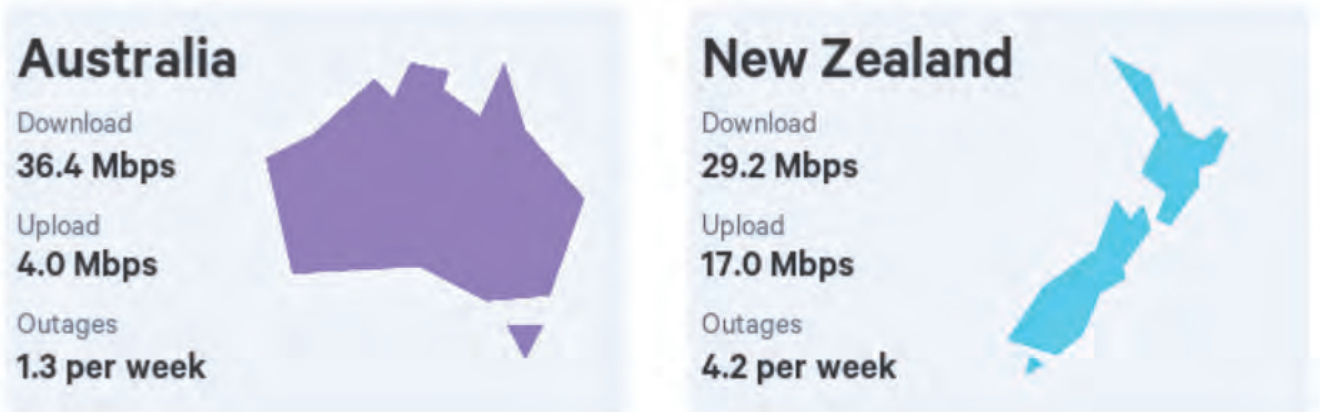 Australia
Download
36.4 Mbps
Upload
4.0 Mbps
Outages
1.3 per week
New Zealand
Download
29.2 Mbps
Upload
17.0 Mbps
Outages
4.2 per week